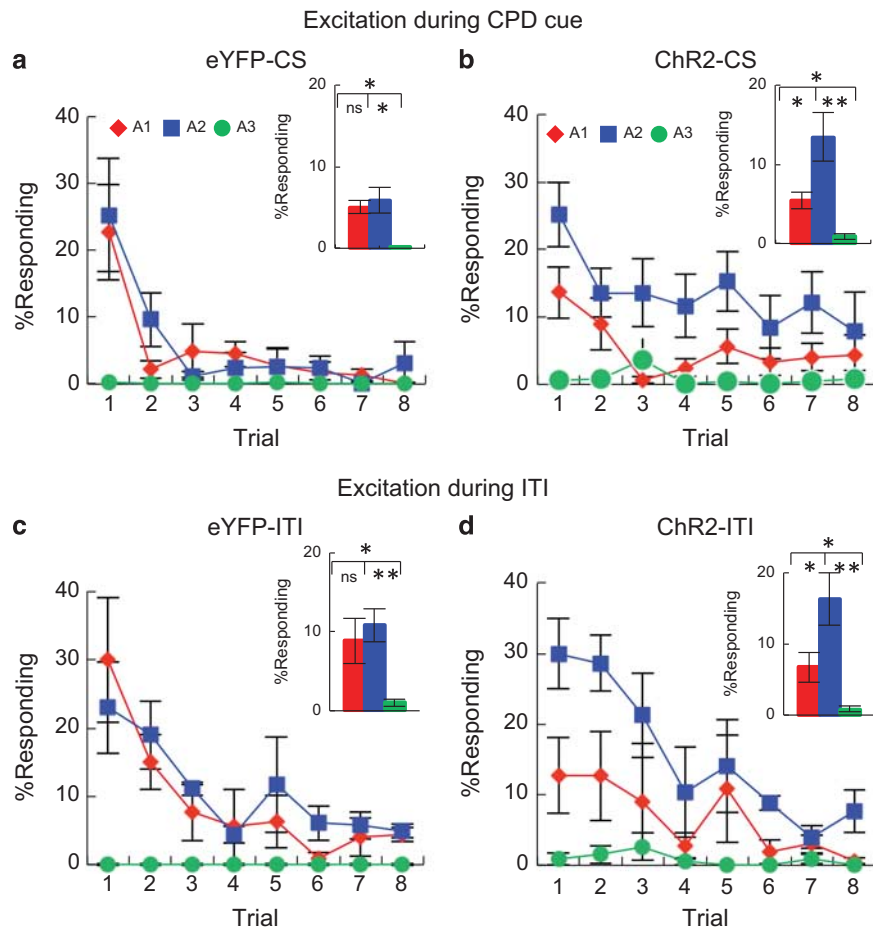 Excitation during CPD cue
a
eYFP-CS
%Responding
40
30
20
10
0
A1
A2
A3
1 2 3 4 5 6 7 8
Trial
%Responding
20
10
0
*
ns
*
b
ChR2-CS
%Responding
40
30
20
10
0
A1
A2
A3
1 2 3 4 5 6 7 8
Trial
%Responding
20
10
0
*
*
**
Excitation during ITI
c
eYFP-ITI
%Responding
40
30
20
10
0
1 2 3 4 5 6 7 8
Trial
%Responding
20
10
0
*
ns
**
d
ChR2-ITI
%Responding
40
30
20
10
0
1 2 3 4 5 6 7 8
Trial
%Responding
20
10
0
*
*
**